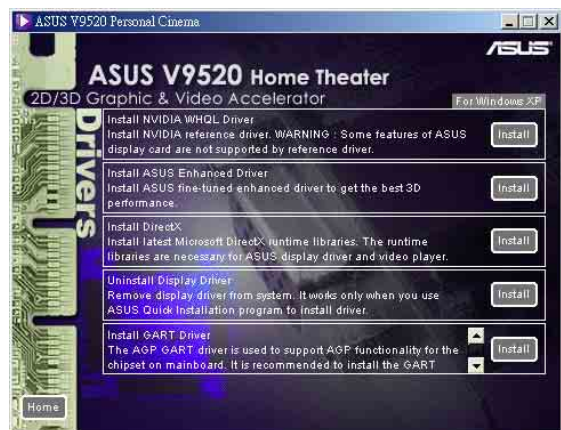 ASUS V9520 Personal Cinema
ASUS
ASUS V9520 Home Theater
2D/3D Graphic & Video Accelerator
For Windows XP
Drivers
Install NVIDIA WHQL Driver
Install NVIDIA reference driver. WARNING : Some features of ASUS
display card are not supported by reference driver.
Install
Install ASUS Enhanced Driver
Install ASUS fine-tuned enhanced driver to get the best 3D
performance.
Install
Install DirectX
Install latest Microsoft DirectX runtime libraries. The runtime
libraries are necessary for ASUS display driver and video player.
Install
Uninstall Display Driver
Remove display driver from system. It works only when you use
ASUS Quick Installation program to install driver.
Install
Install GART Driver
The AGP GART driver is used to support AGP functionality for the
chipset on mainboard. It is recommended to install the GART
Install
Home